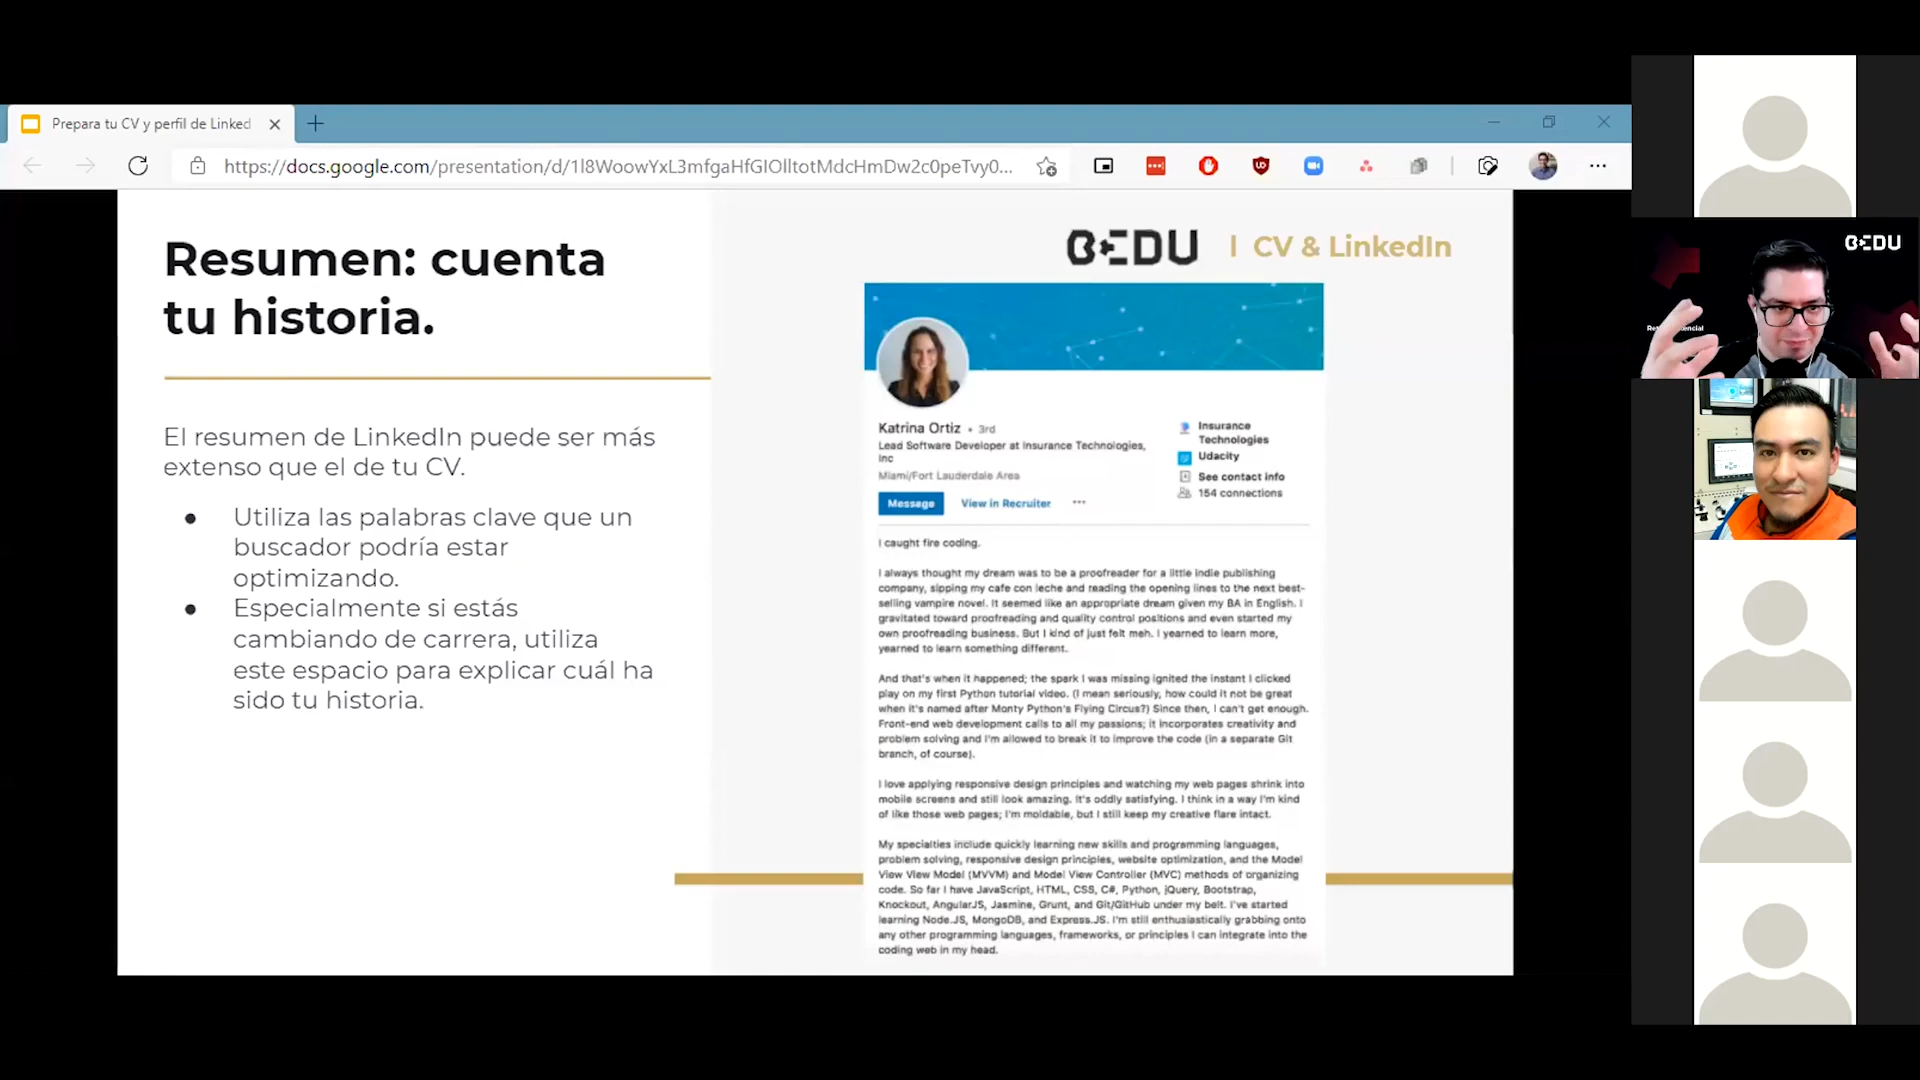 Prepara tu CV y perfil de Linked
https://docs.google.com/presentation/d/1l8WoowYxL3mfgaHfGIOlltotMdcHmDw2c0peTvy0...
Resumen: cuenta
tu historia.
El resumen de LinkedIn puede ser más
extenso que el de tu CV.
● Utiliza las palabras clave que un
buscador podría estar
optimizando.
● Especialmente si estás
cambiando de carrera, utiliza
este espacio para explicar cuál ha
sido tu historia.
BEDU | CV & LinkedIn
Katrina Ortiz • 3rd
Lead Software Developer at Insurance Technologies,
Inc
Miami/Fort Lauderdale Area
Message View in Recruiter ...
Insurance
Technologies
Udacity
See contact info
154 connections
I caught fire coding.
I always thought my dream was to be a proofreader for a little indie publishing
company, sipping my cafe con leche and reading the opening lines to the next best-
selling vampire novel. It seemed like an appropriate dream given my BA in English. I
gravitated toward proofreading and quality control positions and even started my
own proofreading business. But I kind of just felt meh. I yearned to learn more,
yearned to learn something different.
And that's when it happened; the spark I was missing ignited the instant I clicked
play on my first Python tutorial video. (I mean seriously, how could it not be great
when it's named after Monty Python's Flying Circus?) Since then, I can't get enough.
Front-end web development calls to all my passions; it incorporates creativity and
problem solving and I'm allowed to break it to improve the code (in a separate Git
branch, of course).
I love applying responsive design principles and watching my web pages shrink into
mobile screens and still look amazing. It's oddly satisfying. I think in a way I'm kind
of like those web pages; I'm moldable, but I still keep my creative flare intact.
My specialties include quickly learning new skills and programming languages,
problem solving, responsive design principles, website optimization, and the Model
View View Model (MVVM) and Model View Controller (MVC) methods of organizing
code. So far I have JavaScript, HTML, CSS, C#, Python, jQuery, Bootstrap,
Knockout, AngularJS, Jasmine, Grunt, and Git/GitHub under my belt. I've started
learning Node.JS, MongoDB, and Express.JS. I'm still enthusiastically grabbing onto
any other programming languages, frameworks, or principles I can integrate into the
coding web in my head.
BEDU